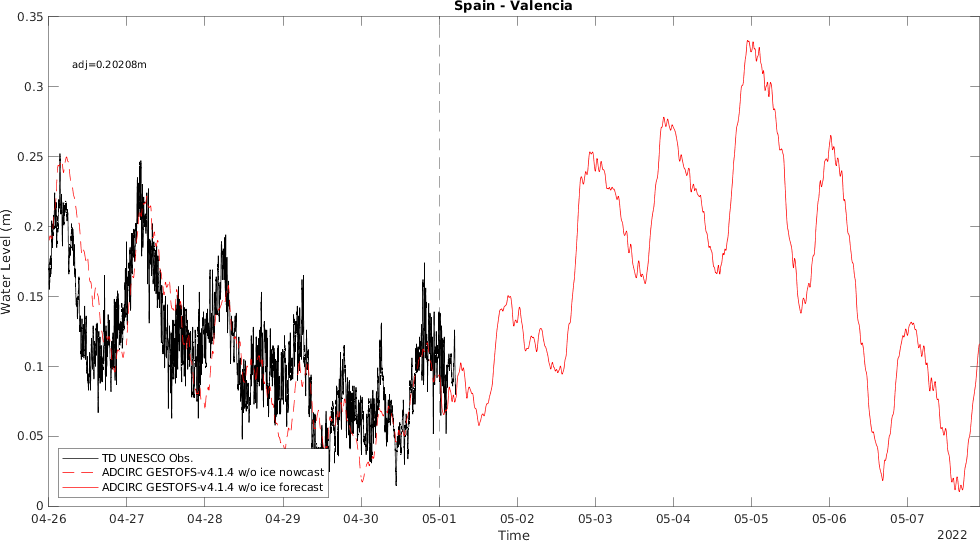 Spain - Valencia
0.35
adj=0.20208m
0.3
0.25
0.2
Water Level (m)
0.15
0.1
0.05
TD UNESCO Obs.
ADCIRC GESTOFS-v4.1.4 w/o ice nowcast
ADCIRC GESTOFS-v4.1.4 w/o ice forecast
0
04-26 04-27 04-28 04-29 04-30 05-01 05-02 05-03 05-04 05-05 05-06 05-07
Time
2022